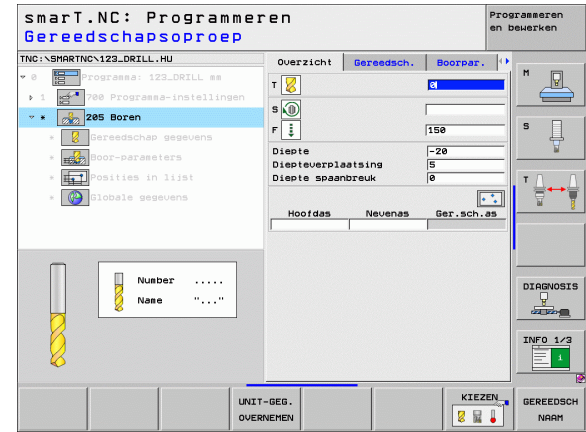 smarT.NC: Programmeren
Gereedschapsoproep
Programmeren en bewerken
TNC:\SMARTNC\123_DRILL.HU
0 Programma: 123_DRILL mm
1 700 Programma-instellingen
* 205 Boren
* Gereedschap gegevens
* Boor-parameters
* Posities in lijst
* Globale gegevens
Overzicht Gereedsch. Boorpar.
T 0
S
F 150
Diepte -20
Diepteverplaatsing 5
Diepte spaanbreuk 0
Hoofdas Nevenas Ger.sch.as
Number .....
Name "..."
M
S
T
DIAGNOSIS
INFO 1/3
i
UNIT-GEG. OVERNEMEN
KIEZEN
GEREEDSCH NAAM